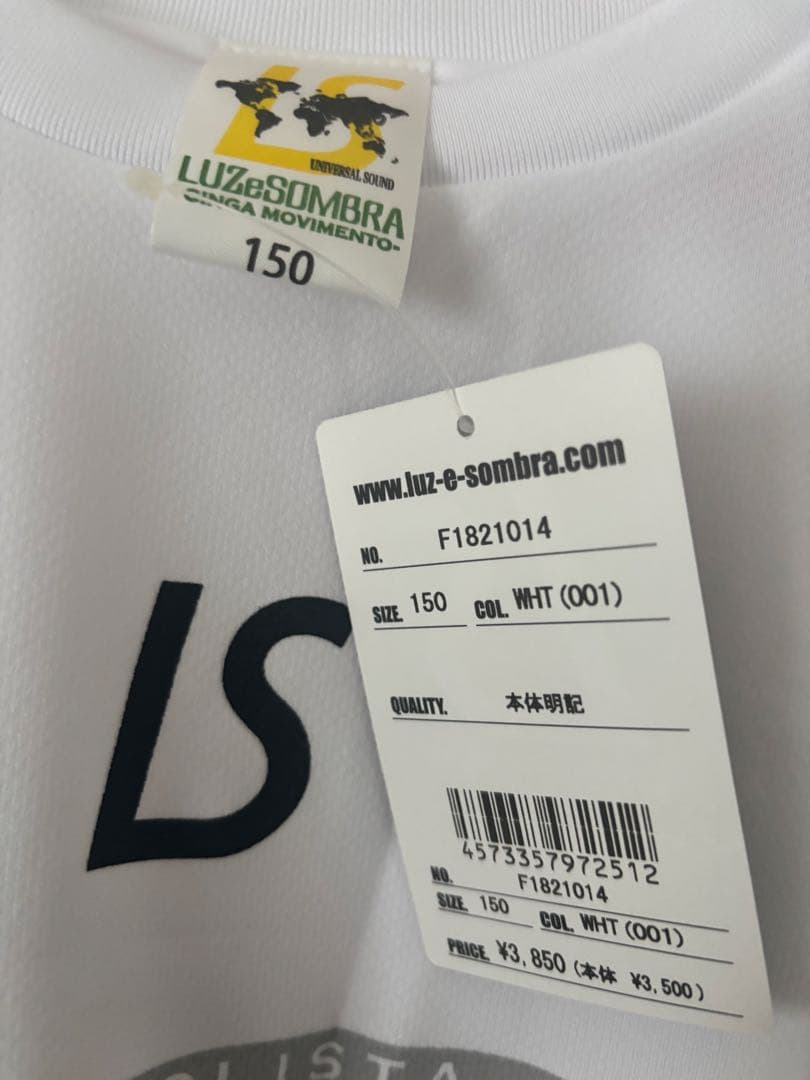 LS
UNIVERSAL SOUND
LUZeSOMBRA
-GINGA MOVIMENTO-
150
www.luz-e-sombra.com
NO. F1821014
SIZE. 150 COL. WHT(001)
QUALITY. 本体明記
4573357972512
NO. F1821014
SIZE. 150 COL. WHT(001)
PRICE. ¥3,850 (本体 ¥3,500)
LS